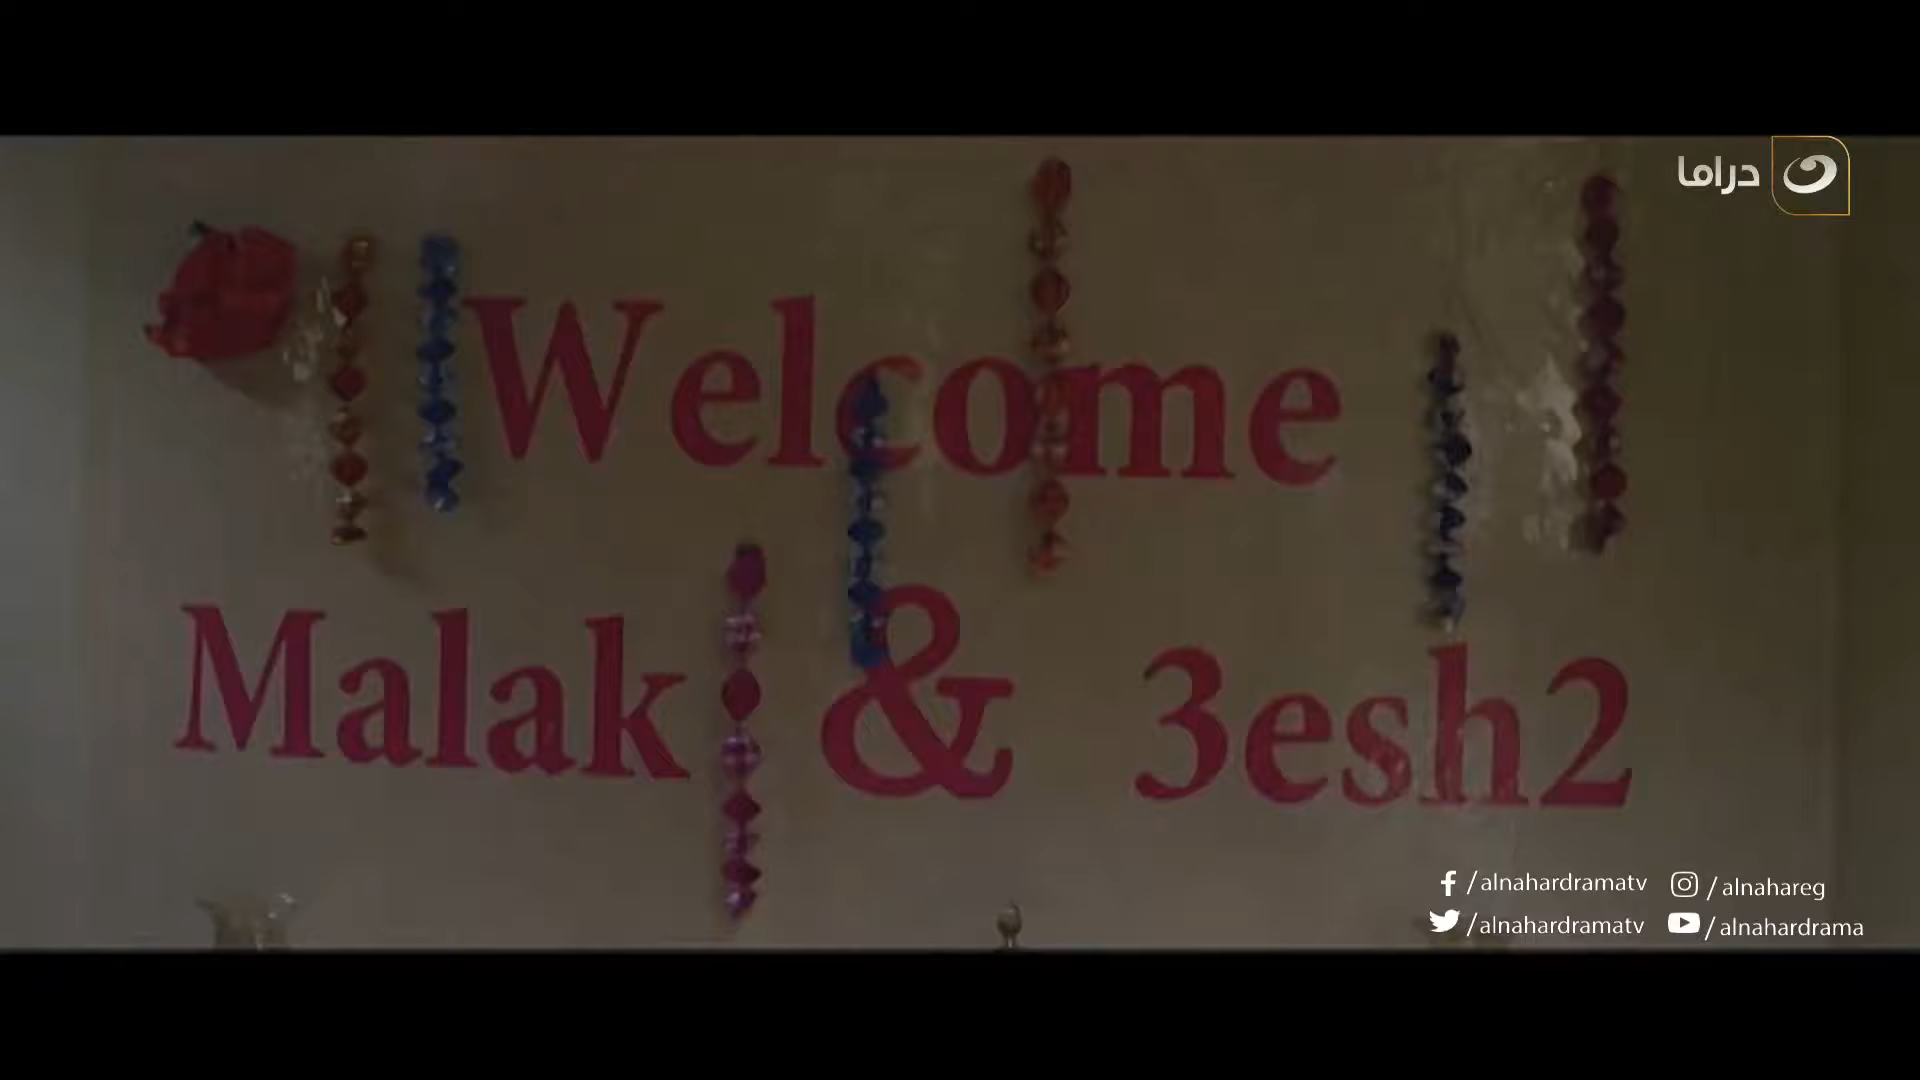 دراما
Welcome
Malak & 3esh2
/alnahardramatv /alnahareg
/alnahardramatv /alnahardrama